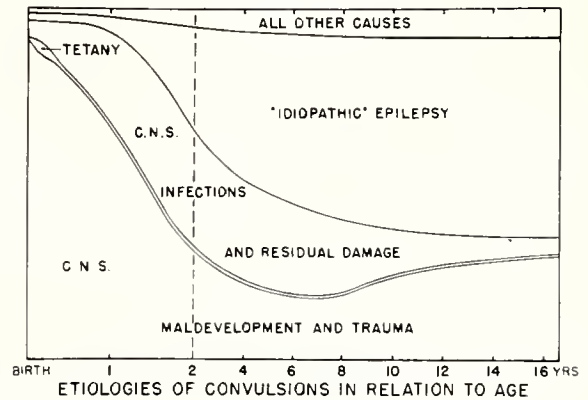 ALL OTHER CAUSES
TETANY
"IDIOPATHIC" EPILEPSY
C.N.S.
INFECTIONS
AND RESIDUAL DAMAGE
C N S.
MALDEVELOPMENT AND TRAUMA
BIRTH 1 2 4 6 8 10 12 14 16 YRS
ETIOLOGIES OF CONVULSIONS IN RELATION TO AGE